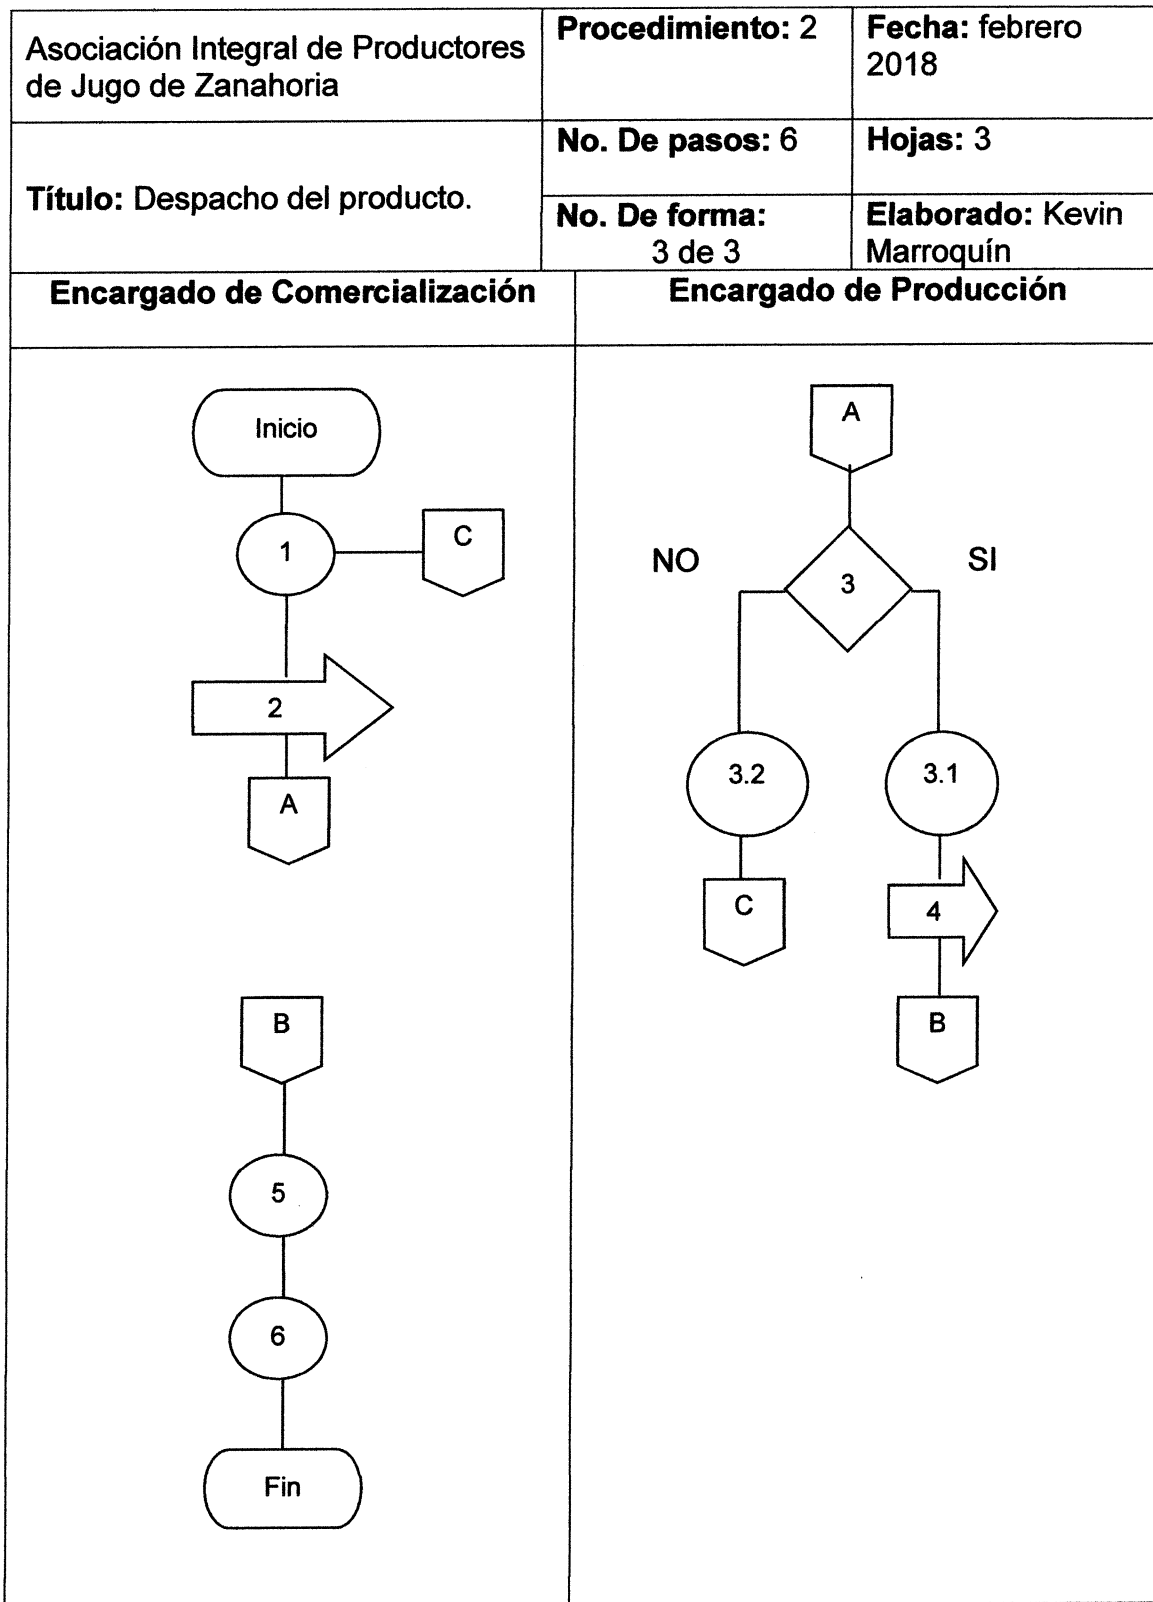 Asociación Integral de Productores
de Jugo de Zanahoria
Procedimiento: 2
Fecha: febrero
2018
Título: Despacho del producto.
No. De pasos: 6
Hojas: 3
No. De forma:
3 de 3
Elaborado: Kevin
Marroquín
Encargado de Comercialización
Encargado de Producción
Inicio
1
C
2
A
B
5
6
Fin
A
NO
3
SI
3.2
3.1
C
4
B